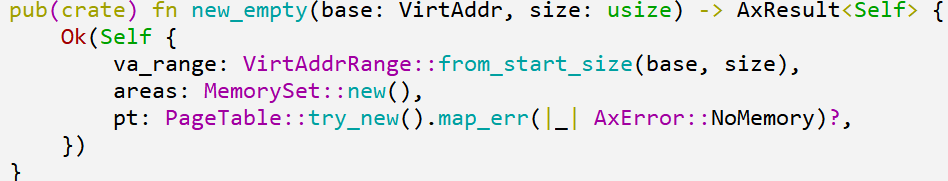 pub(crate) fn new_empty(base: VirtAddr, size: usize) -> AxResult<Self> {
    Ok(Self {
        va_range: VirtAddrRange::from_start_size(base, size),
        areas: MemorySet::new(),
        pt: PageTable::try_new().map_err(|_| AxError::NoMemory)?,
    })
}